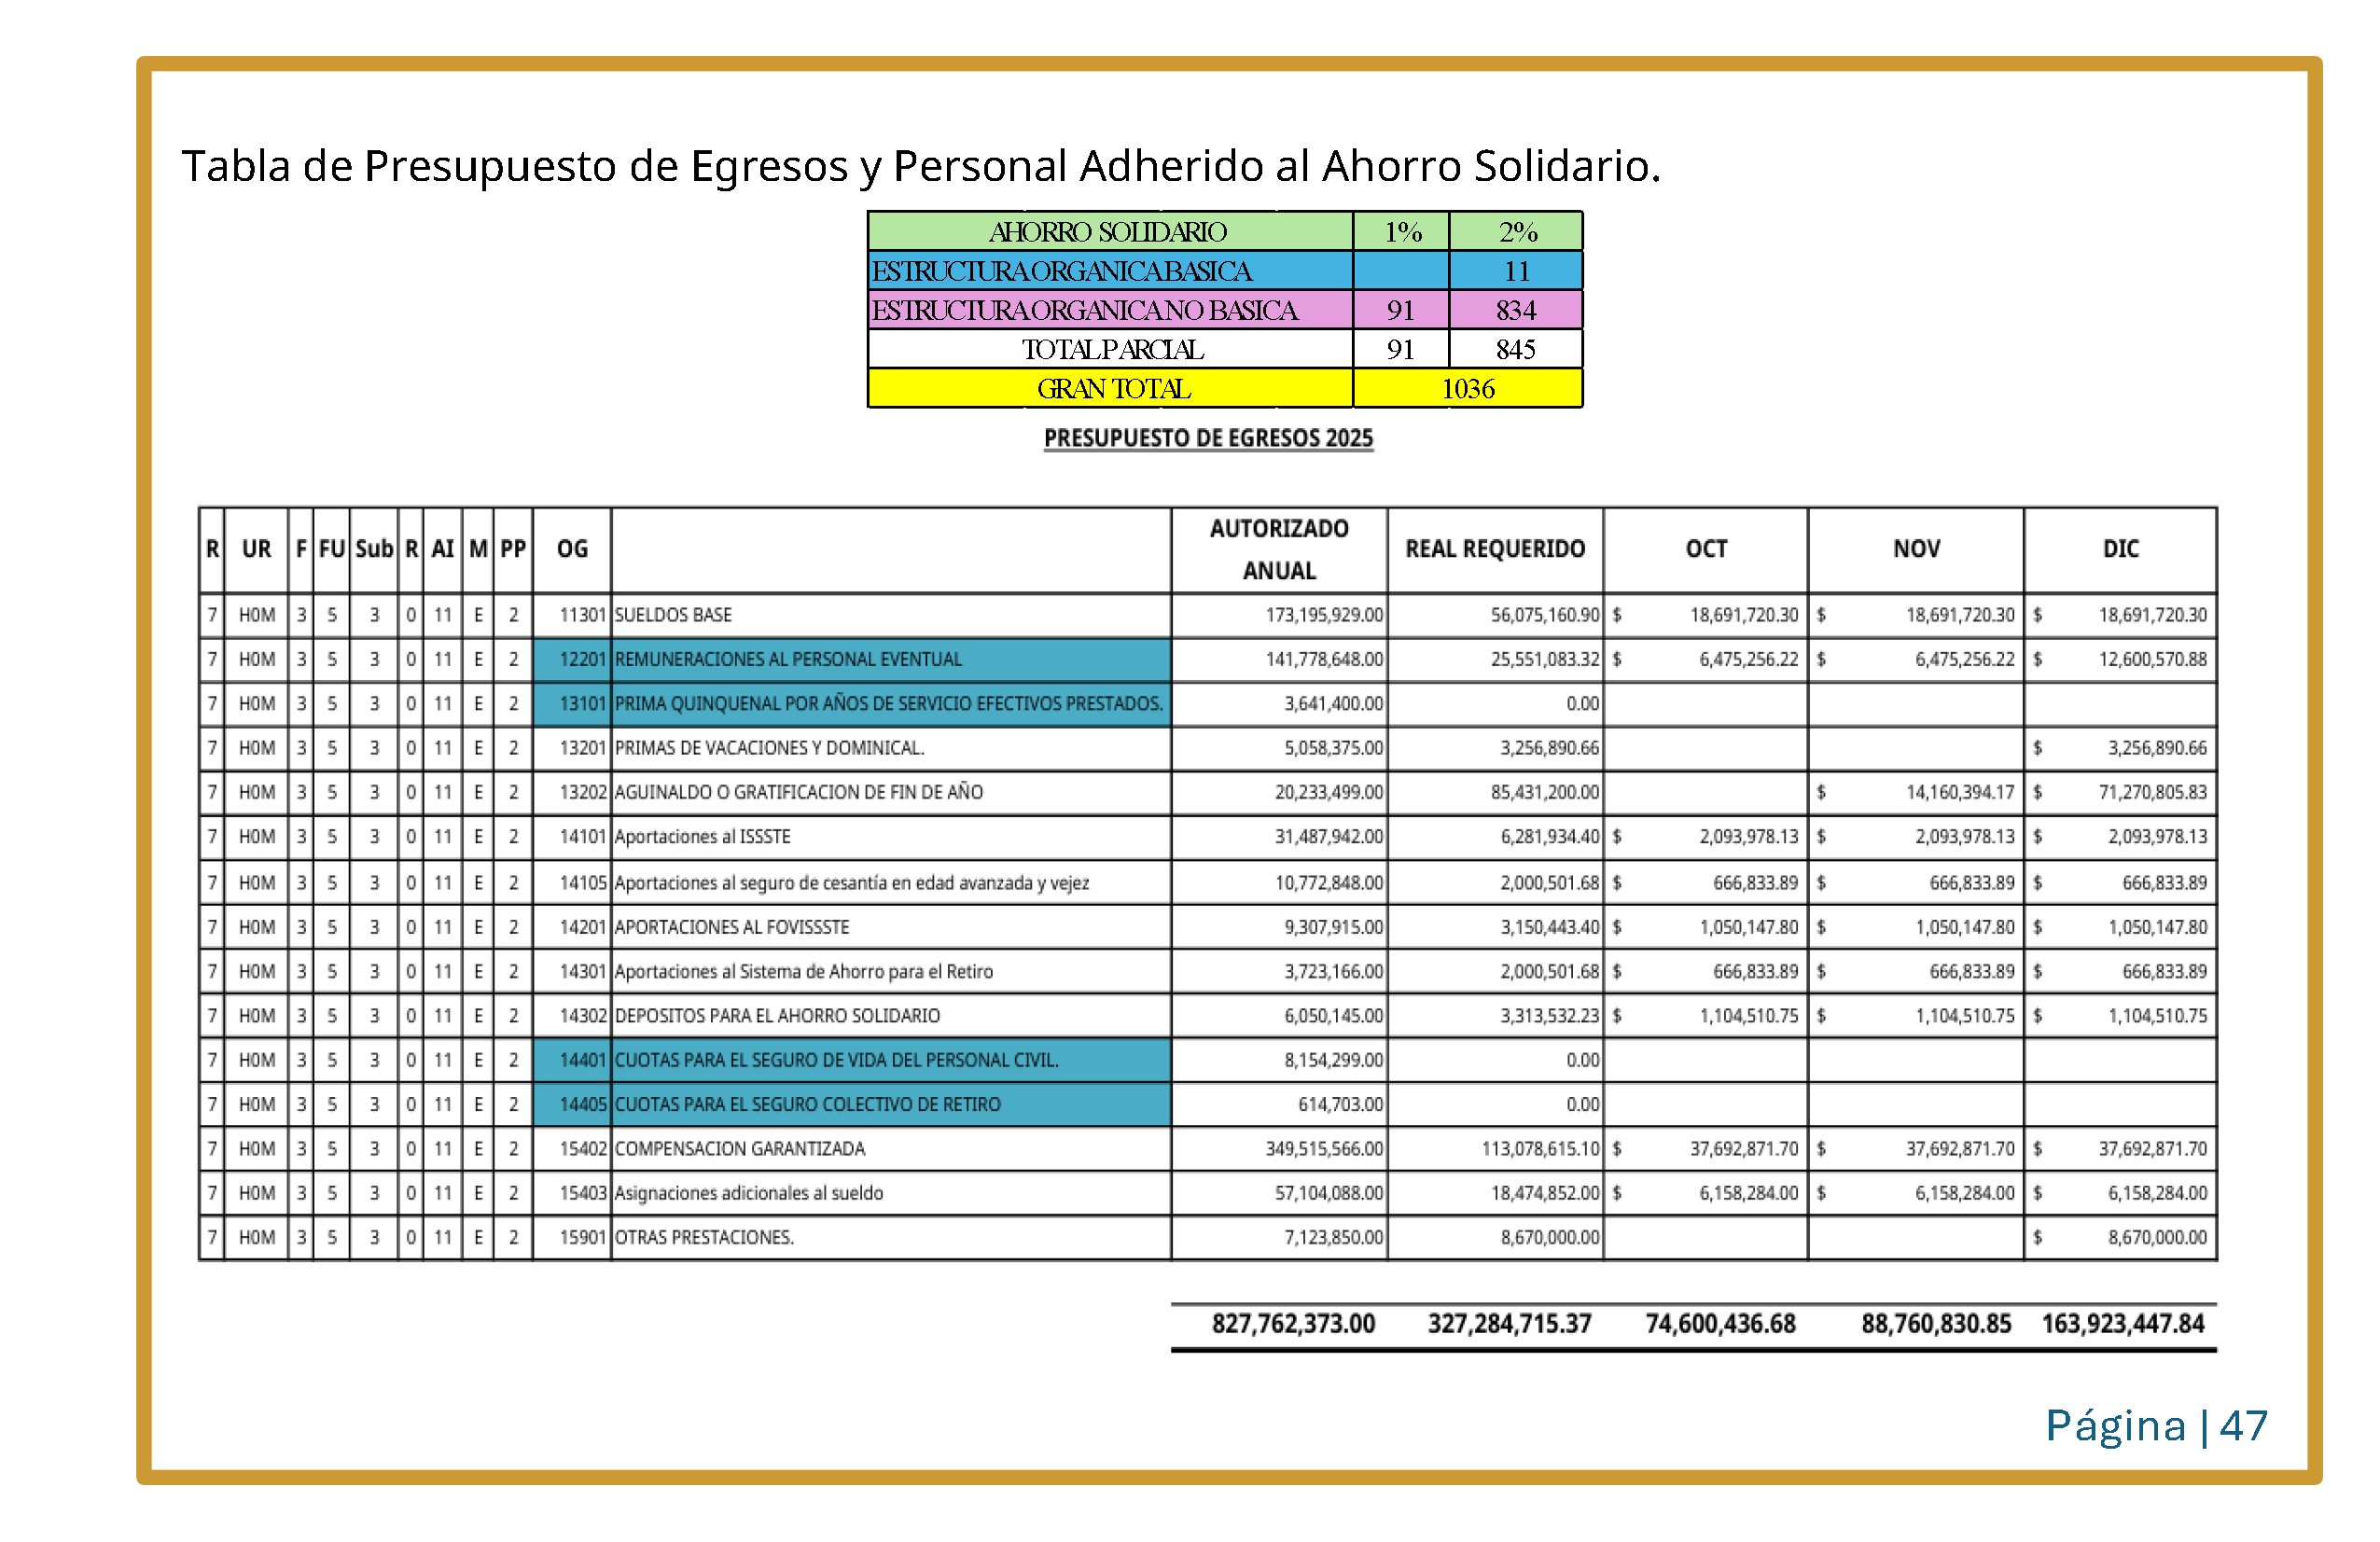 Tabla de Presupuesto de Egresos y Personal Adherido al Ahorro Solidario.
AHORRO SOLIDARIO 1% 2%
ESTRUCTURA ORGANICA BASICA 11
ESTRUCTURA ORGANICA NO BASICA 91 834
TOTAL PARCIAL 91 845
GRAN TOTAL 1036
PRESUPUESTO DE EGRESOS 2025
R UR F FU Sub R AI M PP OG AUTORIZADO ANUAL REAL REQUERIDO OCT NOV DIC
7 H0M 3 5 3 0 11 E 2 11301 SUELDOS BASE 173,195,929.00 56,075,160.90 $ 18,691,720.30 $ 18,691,720.30 $ 18,691,720.30
7 H0M 3 5 3 0 11 E 2 12201 REMUNERACIONES AL PERSONAL EVENTUAL 141,778,648.00 25,551,083.32 $ 6,475,256.22 $ 6,475,256.22 $ 12,600,570.88
7 H0M 3 5 3 0 11 E 2 13101 PRIMA QUINQUENAL POR AÑOS DE SERVICIO EFECTIVOS PRESTADOS. 3,641,400.00 0.00
7 H0M 3 5 3 0 11 E 2 13201 PRIMAS DE VACACIONES Y DOMINICAL. 5,058,375.00 3,256,890.66 $ 3,256,890.66
7 H0M 3 5 3 0 11 E 2 13202 AGUINALDO O GRATIFICACION DE FIN DE AÑO 20,233,499.00 85,431,200.00 $ 14,160,394.17 $ 71,270,805.83
7 H0M 3 5 3 0 11 E 2 14101 Aportaciones al ISSSTE 31,487,942.00 6,281,934.40 $ 2,093,978.13 $ 2,093,978.13 $ 2,093,978.13
7 H0M 3 5 3 0 11 E 2 14105 Aportaciones al seguro de cesantía en edad avanzada y vejez 10,772,848.00 2,000,501.68 $ 666,833.89 $ 666,833.89 $ 666,833.89
7 H0M 3 5 3 0 11 E 2 14201 APORTACIONES AL FOVISSSTE 9,307,915.00 3,150,443.40 $ 1,050,147.80 $ 1,050,147.80 $ 1,050,147.80
7 H0M 3 5 3 0 11 E 2 14301 Aportaciones al Sistema de Ahorro para el Retiro 3,723,166.00 2,000,501.68 $ 666,833.89 $ 666,833.89 $ 666,833.89
7 H0M 3 5 3 0 11 E 2 14302 DEPOSITOS PARA EL AHORRO SOLIDARIO 6,050,145.00 3,313,532.23 $ 1,104,510.75 $ 1,104,510.75 $ 1,104,510.75
7 H0M 3 5 3 0 11 E 2 14401 CUOTAS PARA EL SEGURO DE VIDA DEL PERSONAL CIVIL. 8,154,299.00 0.00
7 H0M 3 5 3 0 11 E 2 14405 CUOTAS PARA EL SEGURO COLECTIVO DE RETIRO 614,703.00 0.00
7 H0M 3 5 3 0 11 E 2 15402 COMPENSACION GARANTIZADA 349,515,566.00 113,078,615.10 $ 37,692,871.70 $ 37,692,871.70 $ 37,692,871.70
7 H0M 3 5 3 0 11 E 2 15403 Asignaciones adicionales al sueldo 57,104,088.00 18,474,852.00 $ 6,158,284.00 $ 6,158,284.00 $ 6,158,284.00
7 H0M 3 5 3 0 11 E 2 15901 OTRAS PRESTACIONES. 7,123,850.00 8,670,000.00 $ 8,670,000.00
827,762,373.00 327,284,715.37 74,600,436.68 88,760,830.85 163,923,447.84
Página | 47